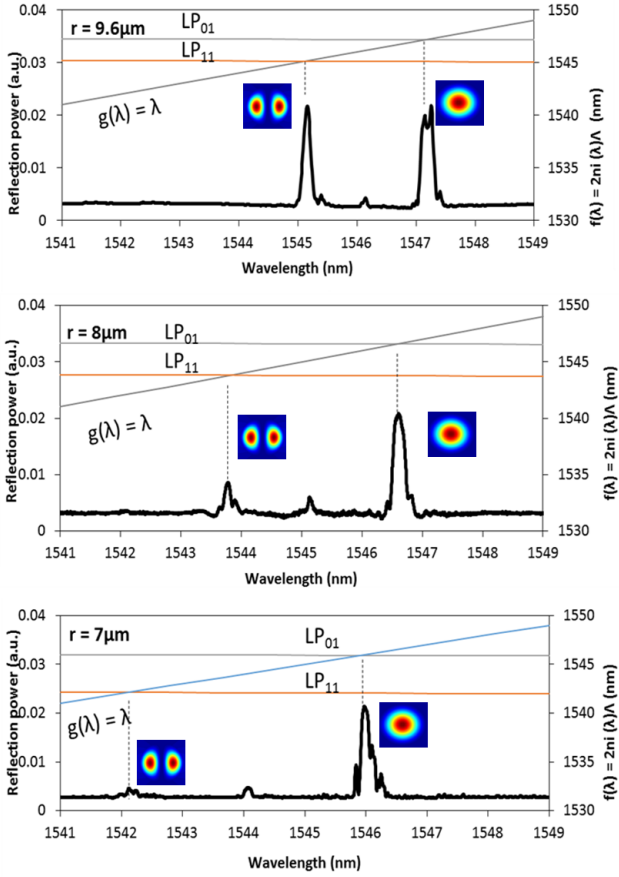 r = 9.6μm
LP01
LP11
g(λ) = λ
Reflection power (a.u.)
0.04
0.03
0.02
0.01
0
1550
1545
1540
1535
1530
f(λ) = 2ni (λ)Λ (nm)
1541 1542 1543 1544 1545 1546 1547 1548 1549
Wavelength (nm)
r = 8μm
LP01
LP11
g(λ) = λ
Reflection power (a.u.)
0.04
0.03
0.02
0.01
0
1550
1545
1540
1535
1530
f(λ) = 2ni (λ)Λ (nm)
1541 1542 1543 1544 1545 1546 1547 1548 1549
Wavelength (nm)
r = 7μm
LP01
LP11
g(λ) = λ
Reflection power (a.u.)
0.04
0.03
0.02
0.01
0
1550
1545
1540
1535
1530
f(λ) = 2ni (λ)Λ (nm)
1541 1542 1543 1544 1545 1546 1547 1548 1549
Wavelength (nm)